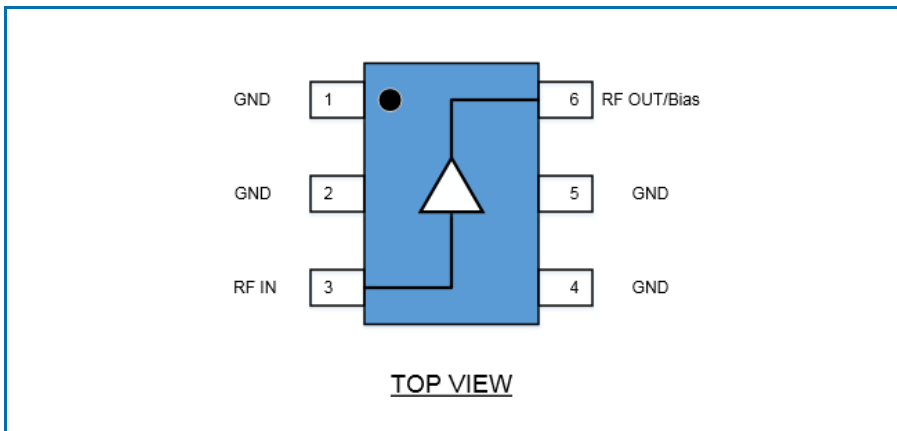 GND 1 6 RF OUT/Bias
GND 2 5 GND
RF IN 3 4 GND
TOP VIEW